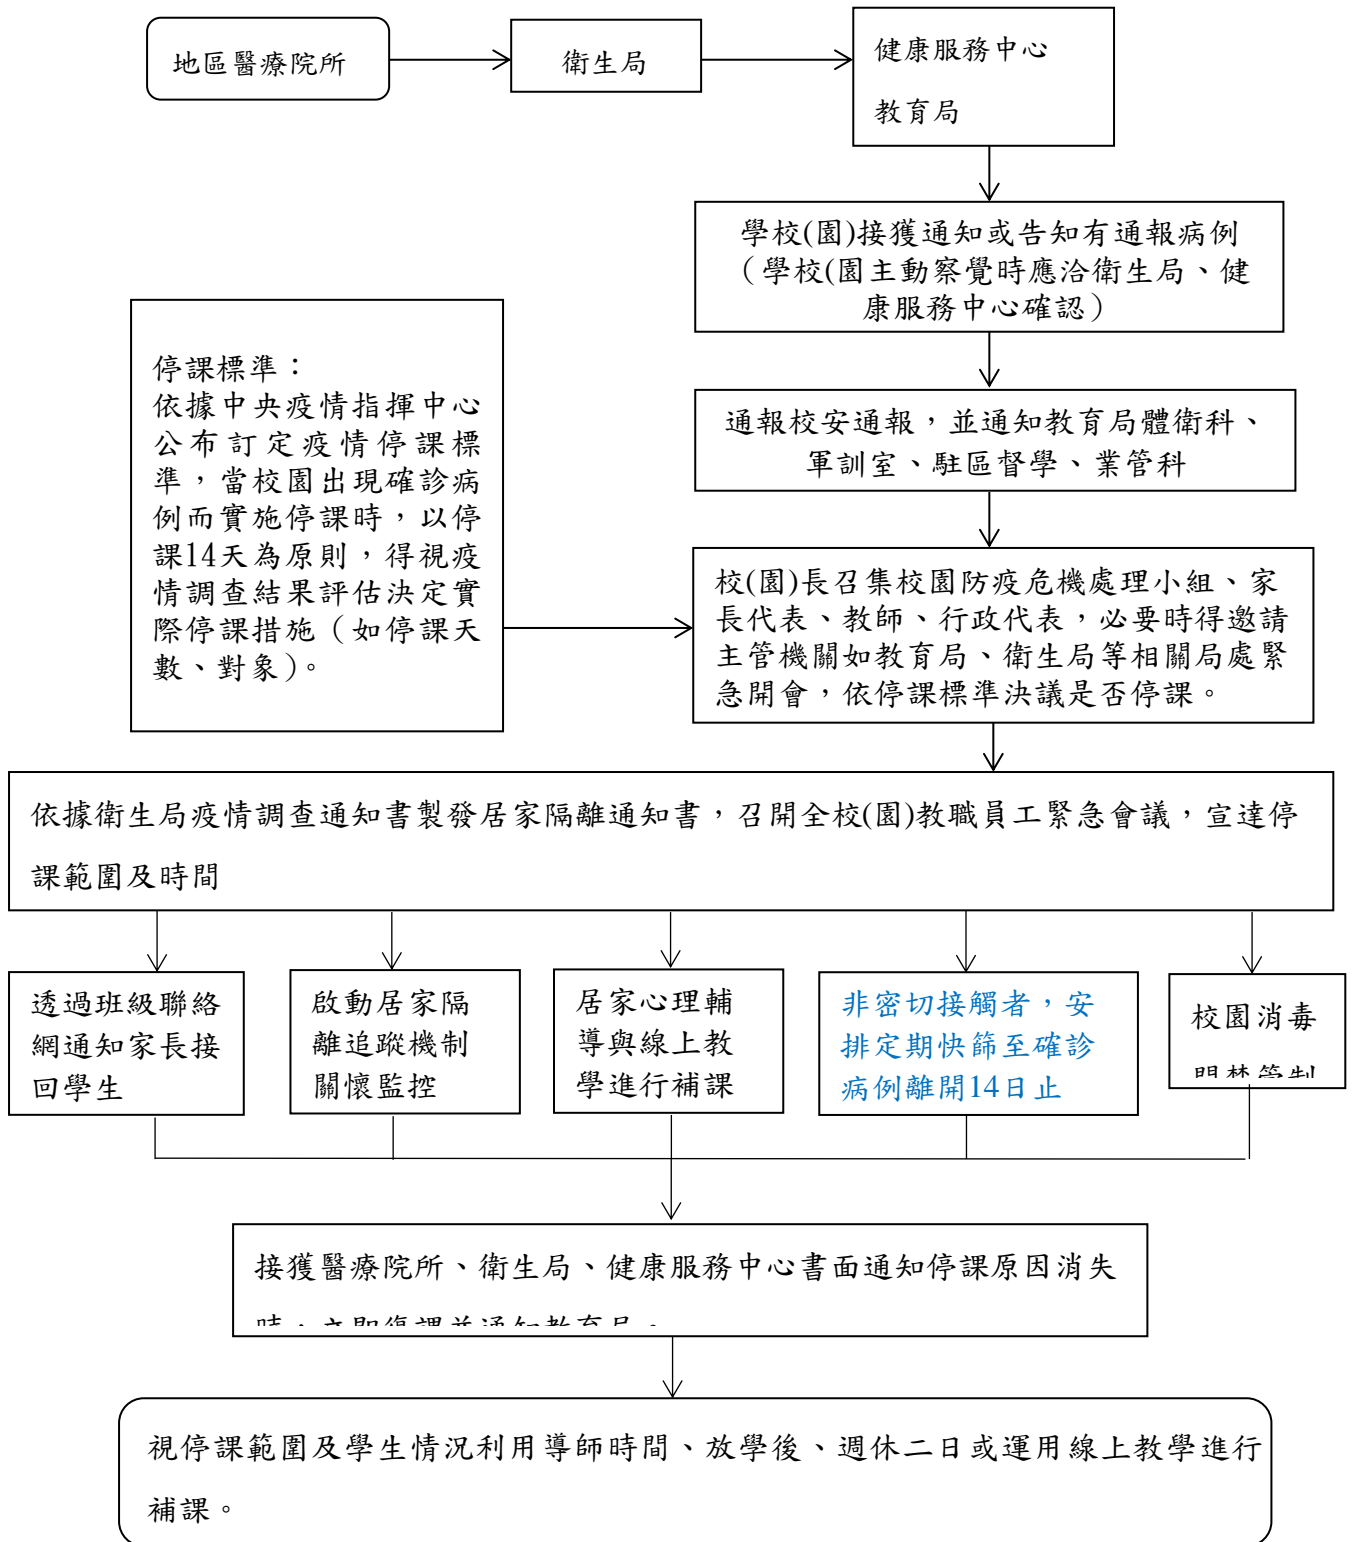 地區醫療院所
衛生局
健康服務中心
教育局
學校(園)接獲通知或告知有通報病例
（學校(園主動察覺時應洽衛生局、健
康服務中心確認）
停課標準：
依據中央疫情指揮中心
公布訂定疫情停課標
準，當校園出現確診病
例而實施停課時，以停
課14天為原則，得視疫
情調查結果評估決定實
際停課措施（如停課天
數、對象）。
通報校安通報，並通知教育局體衛科、
軍訓室、駐區督學、業管科
校(園)長召集校園防疫危機處理小組、家
長代表、教師、行政代表，必要時得邀請
主管機關如教育局、衛生局等相關局處緊
急開會，依停課標準決議是否停課。
依據衛生局疫情調查通知書製發居家隔離通知書，召開全校(園)教職員工緊急會議，宣達停
課範圍及時間
透過班級聯絡
網通知家長接
回學生
啟動居家隔
離追蹤機制
關懷監控
居家心理輔
導與線上教
學進行補課
非密切接觸者，安
排定期快篩至確診
病例離開14日止
校園消毒
門禁管制
接獲醫療院所、衛生局、健康服務中心書面通知停課原因消失
時，立即復課並通知教育局。
視停課範圍及學生情況利用導師時間、放學後、週休二日或運用線上教學進行
補課。